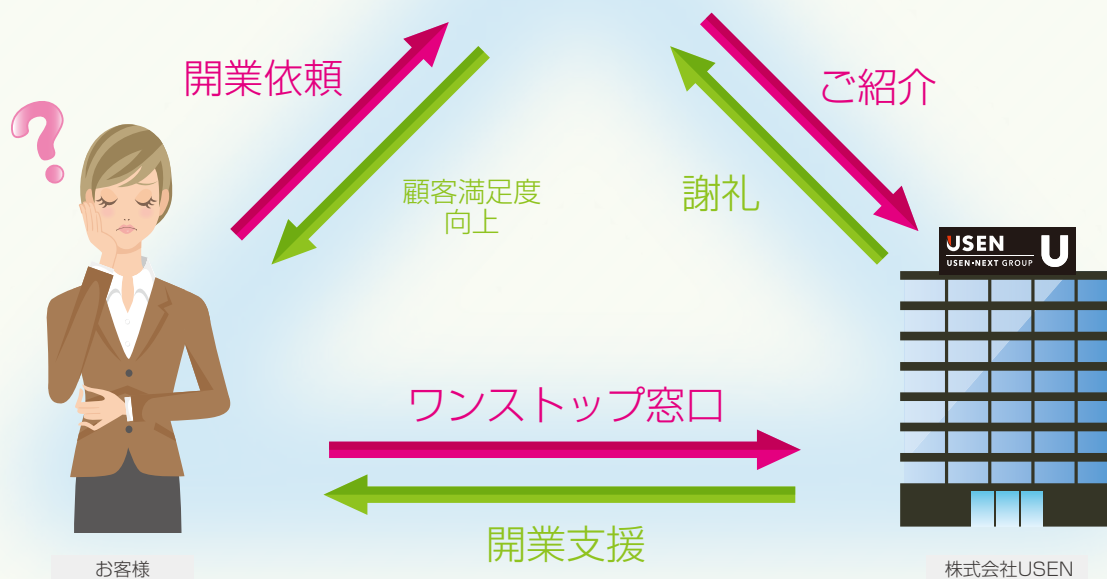 開業依頼
ご紹介
顧客満足度
向上
謝礼
USEN
USEN-NEXT GROUP
U
ワンストップ窓口
開業支援
お客様
株式会社USEN